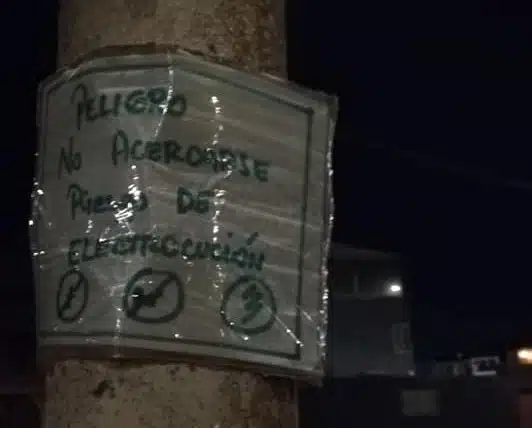 PELIGRO
No ACERCARSE
RIESGO DE
ELECTROCUCIÓN